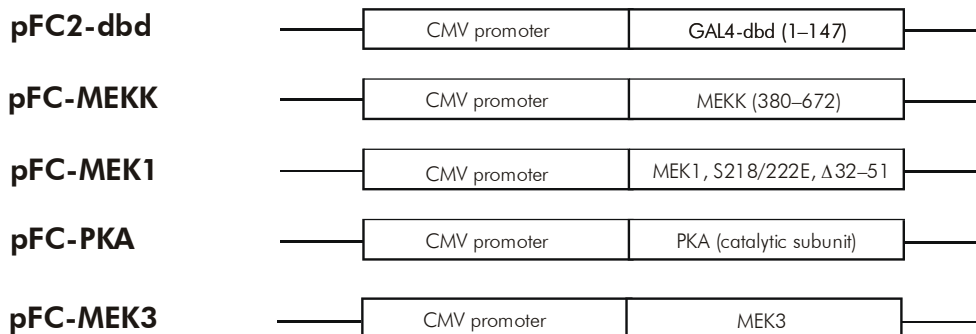 pFC2-dbd CMV promoter GAL4-dbd (1–147)
pFC-MEKK CMV promoter MEKK (380–672)
pFC-MEK1 CMV promoter MEK1, S218/222E, Δ32–51
pFC-PKA CMV promoter PKA (catalytic subunit)
pFC-MEK3 CMV promoter MEK3